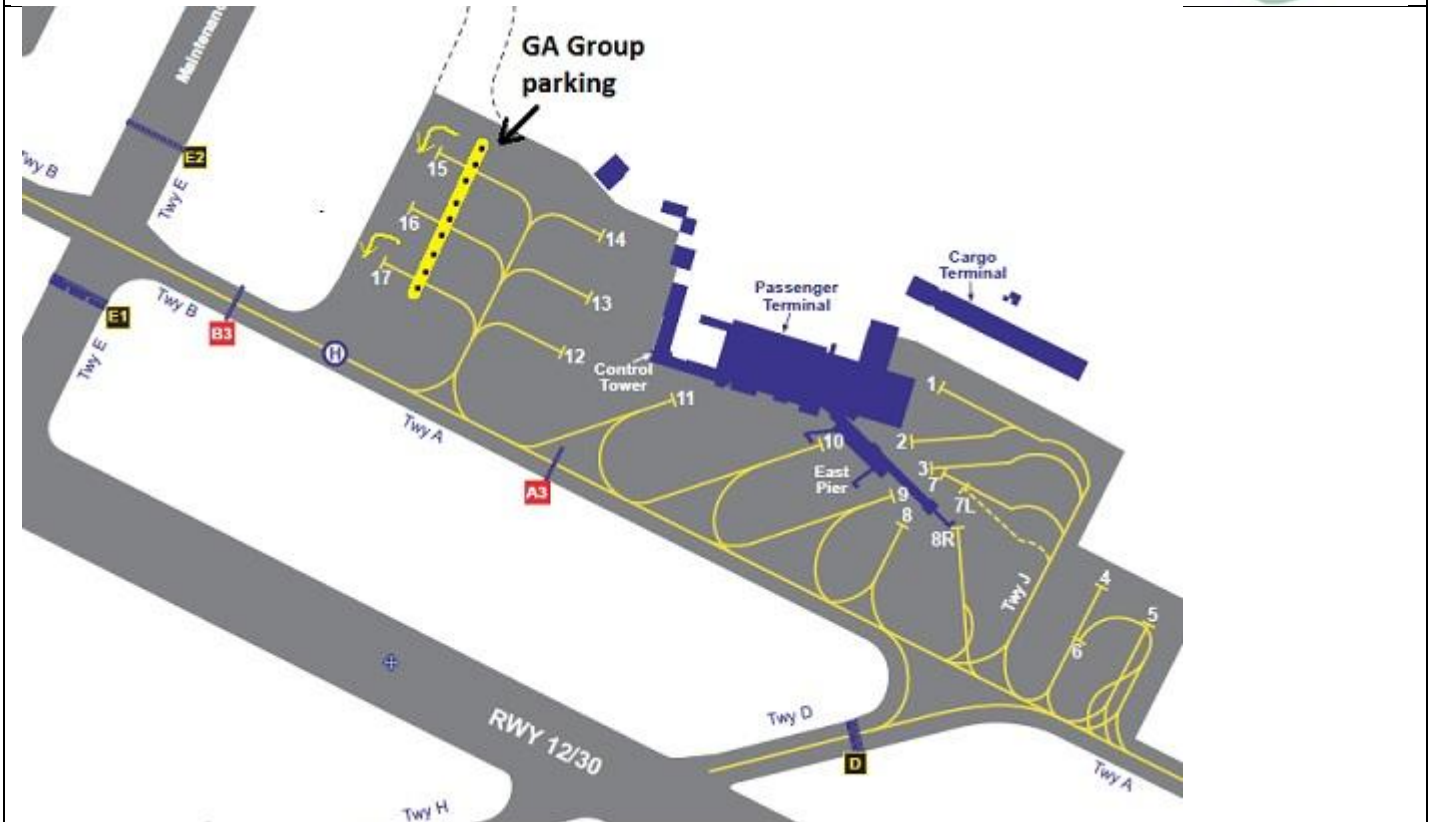 Maintenanc
GA Group
parking
E2
Twy B
Twy E
15
16
17
14
13
12
11
E1
Twy B
B3
H
Twy E
Twy A
A3
Control
Tower
Passenger
Terminal
Cargo
Terminal
1
2
3
7
7L
10
East
Pier
9
8
8R
Twy J
4
5
6
RWY 12/30
Twy D
D
Twy A
Twy H